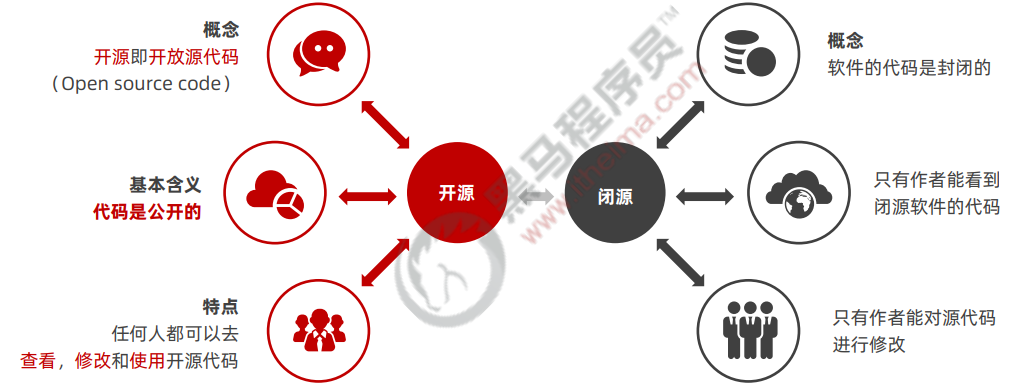 概念
开源即开放源代码
（Open source code）
基本含义
代码是公开的
特点
任何人都可以去
查看，修改和使用开源代码
开源
闭源
概念
软件的代码是封闭的
只有作者能看到
闭源软件的代码
只有作者能对源代码
进行修改
黑马程序员™
www.itheima.com